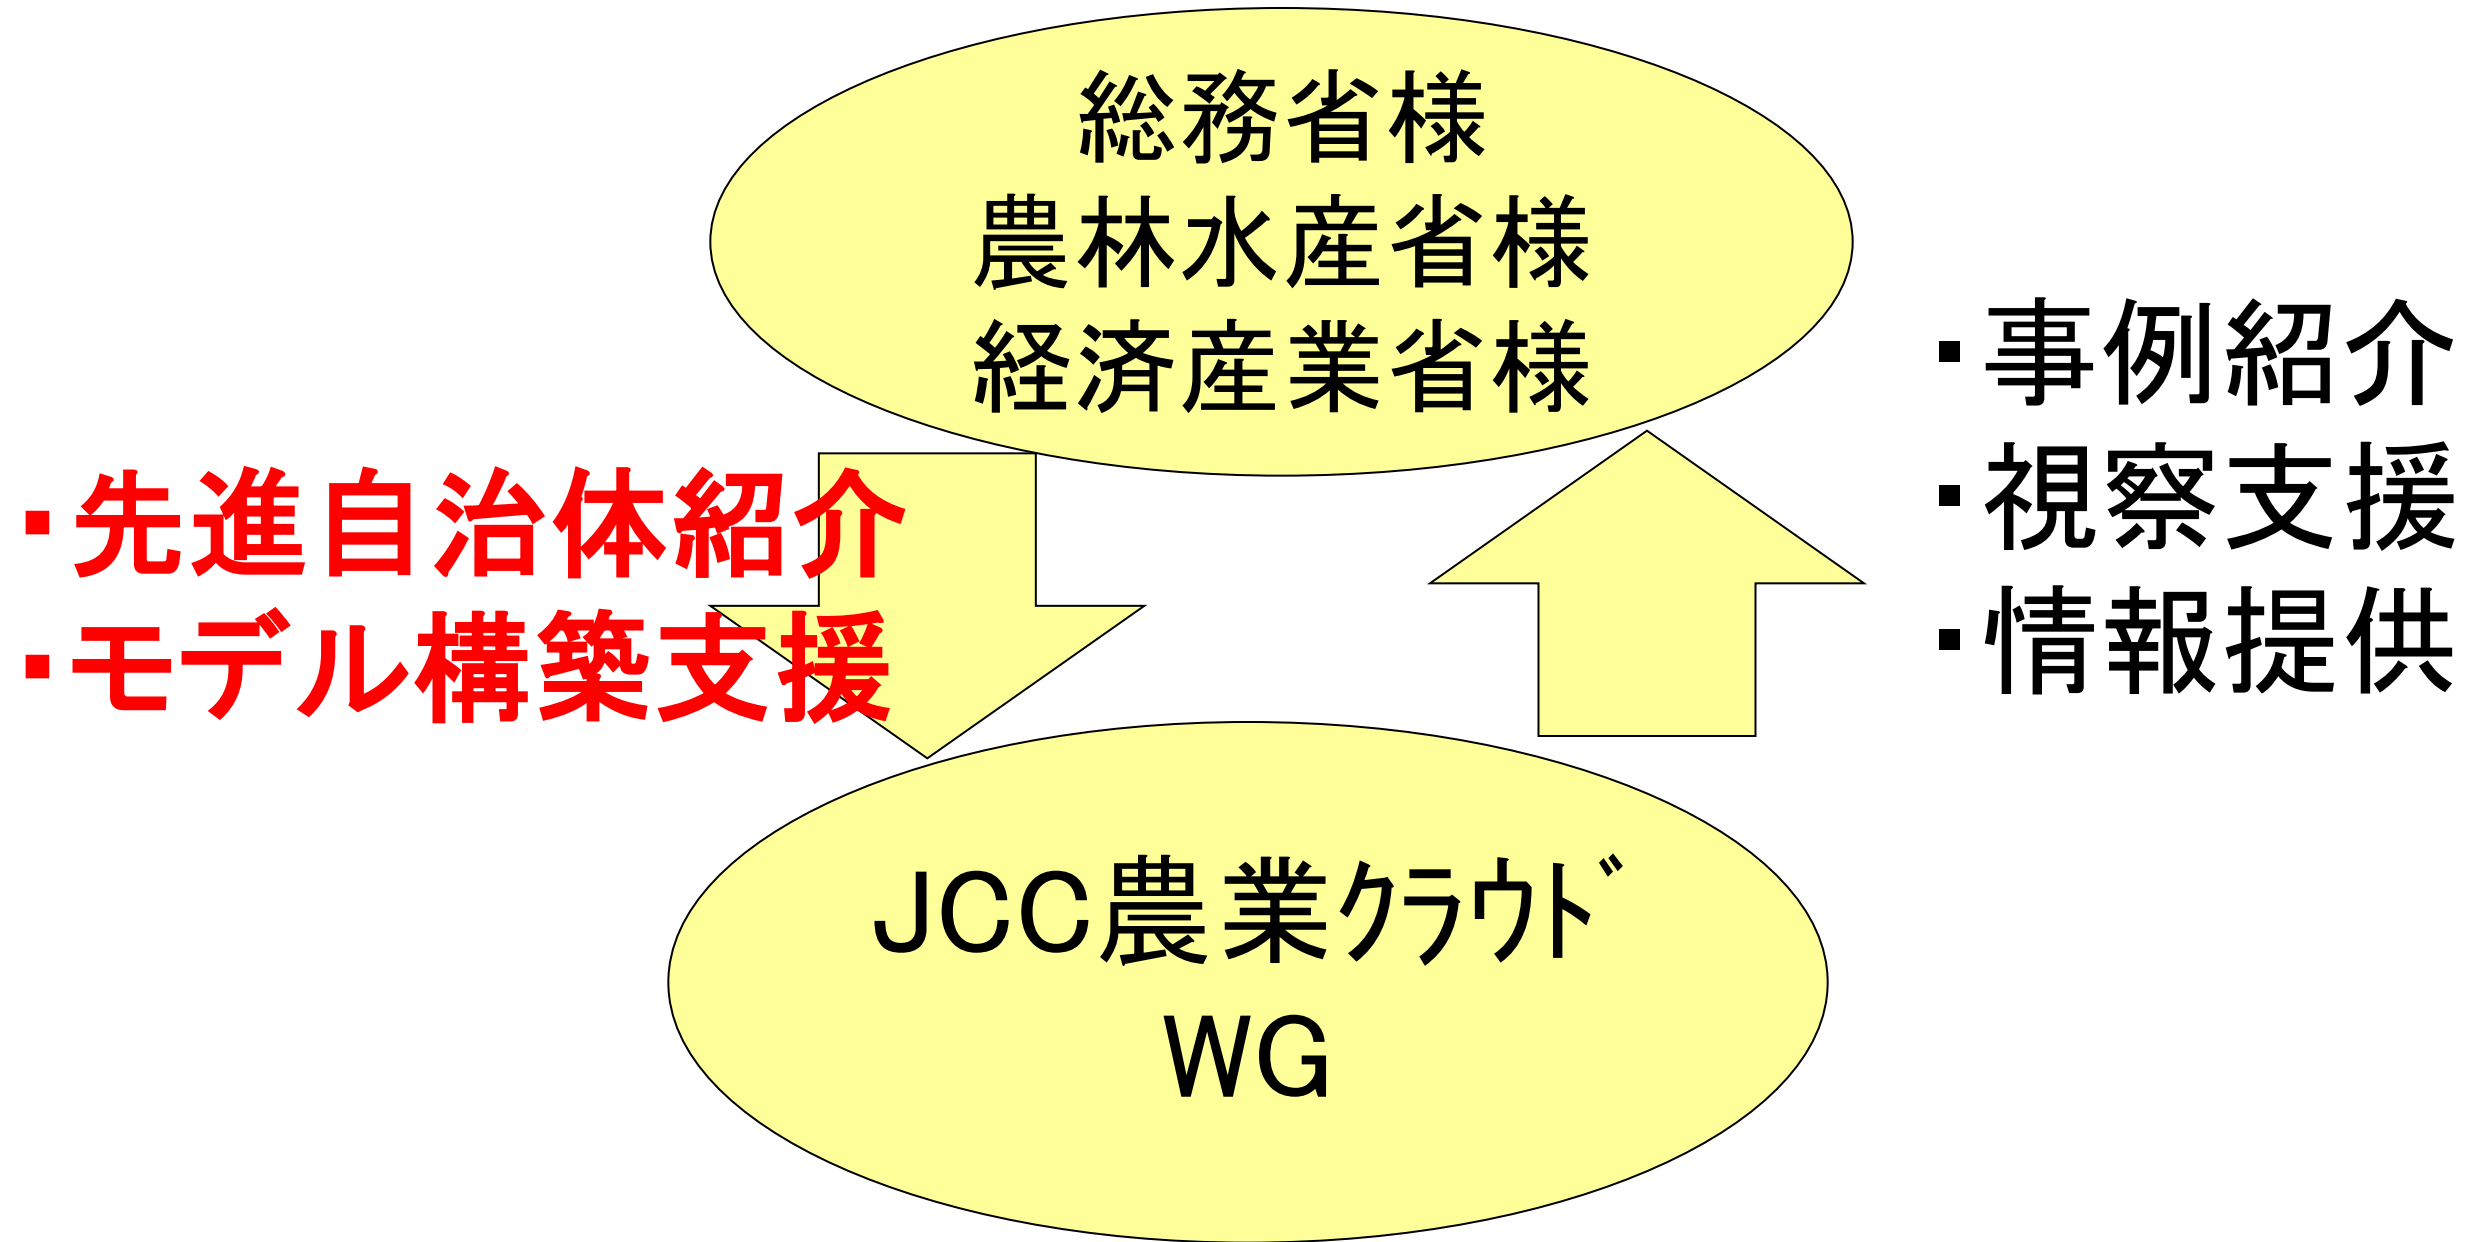 総務省様
農林水産省様
経済産業省様
・事例紹介
・視察支援
・情報提供
・先進自治体紹介
・モデル構築支援
JCC農業ｸﾗｳﾄﾞ
WG